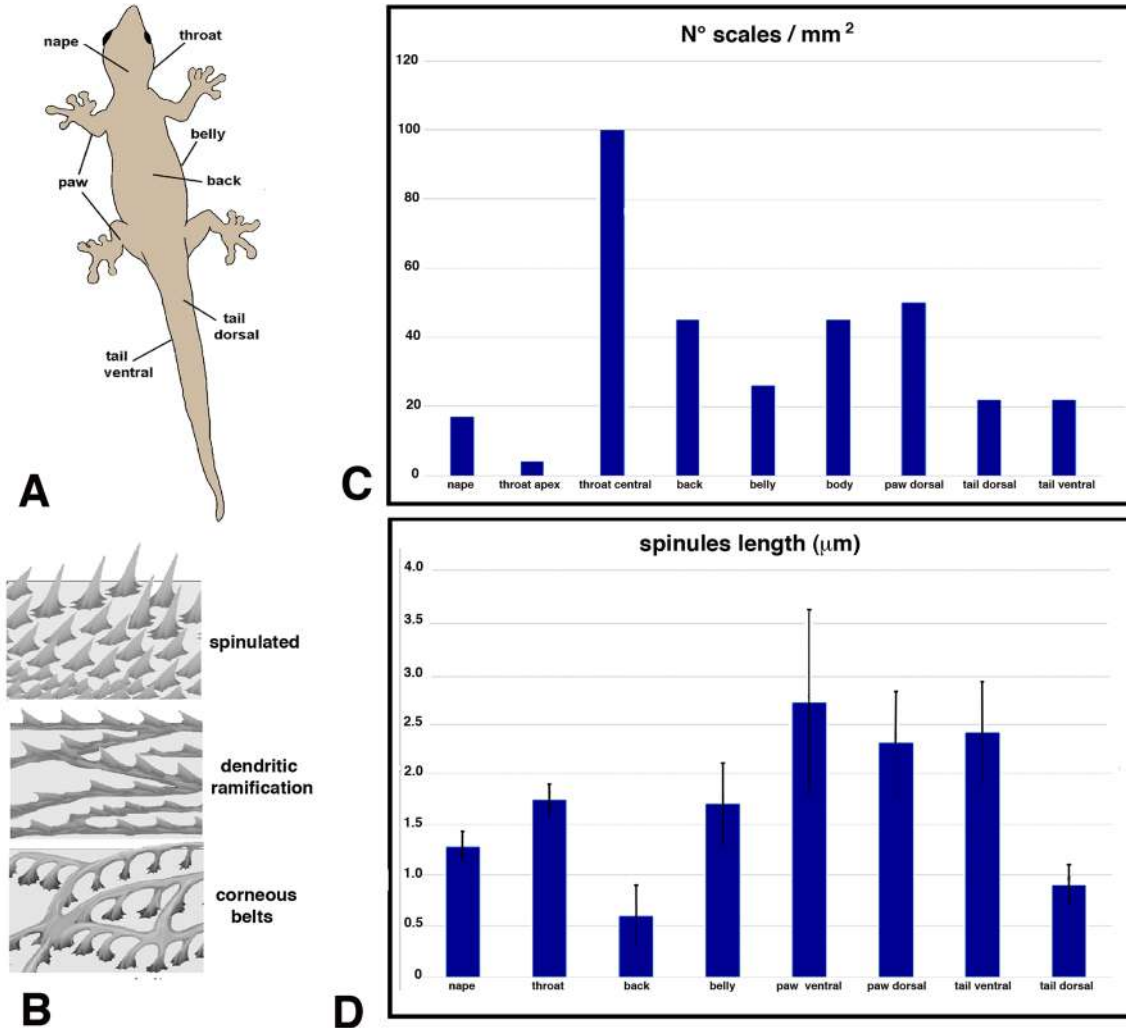 nape
throat
belly
back
paw
tail
dorsal
tail
ventral
A
spinulated
dendritic
ramification
corneous
belts
B
N° scales / mm²
120
100
80
60
40
20
0
nape throat apex throat central back belly body paw dorsal tail dorsal tail ventral
C
spinules length (μm)
4.0
3.5
3.0
2.5
2.0
1.5
1.0
0.5
0
nape throat back belly paw ventral paw dorsal tail ventral tail dorsal
D